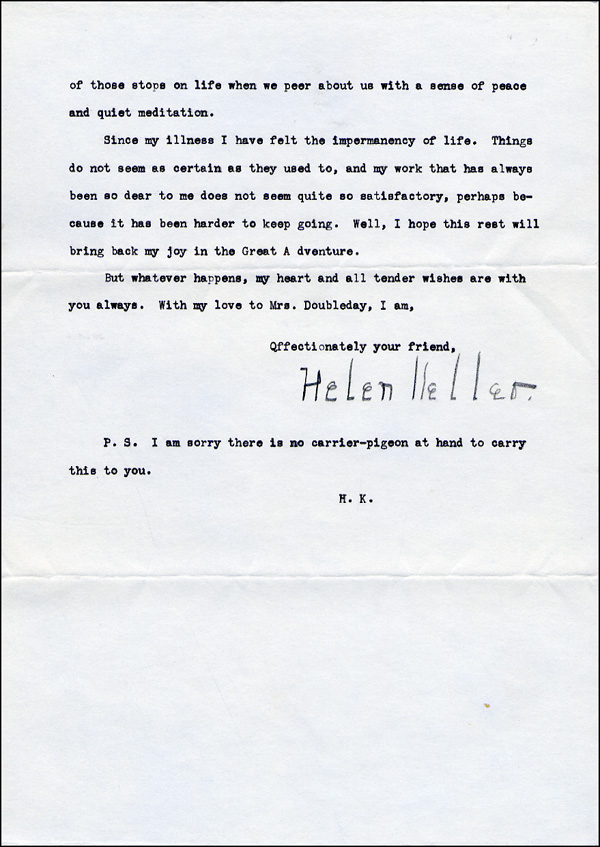 of those stops on life when we peer about us with a sense of peace
and quiet meditation.
Since my illness I have felt the impermanency of life.  Things
do not seem as certain as they used to, and my work that has always
been so dear to me does not seem quite so satisfactory, perhaps be-
cause it has been harder to keep going.  Well, I hope this rest will
bring back my joy in the Great A dventure.
But whatever happens, my heart and all tender wishes are with
you always.  With my love to Mrs. Doubleday, I am,
Qffectionately your friend,
Helen Keller.
P. S.  I am sorry there is no carrier-pigeon at hand to carry
this to you.
H. K.